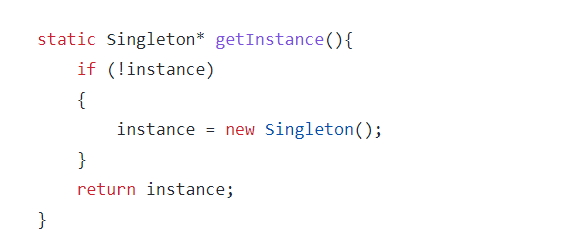 static Singleton* getInstance(){
    if (!instance)
    {
        instance = new Singleton();
    }
    return instance;
}